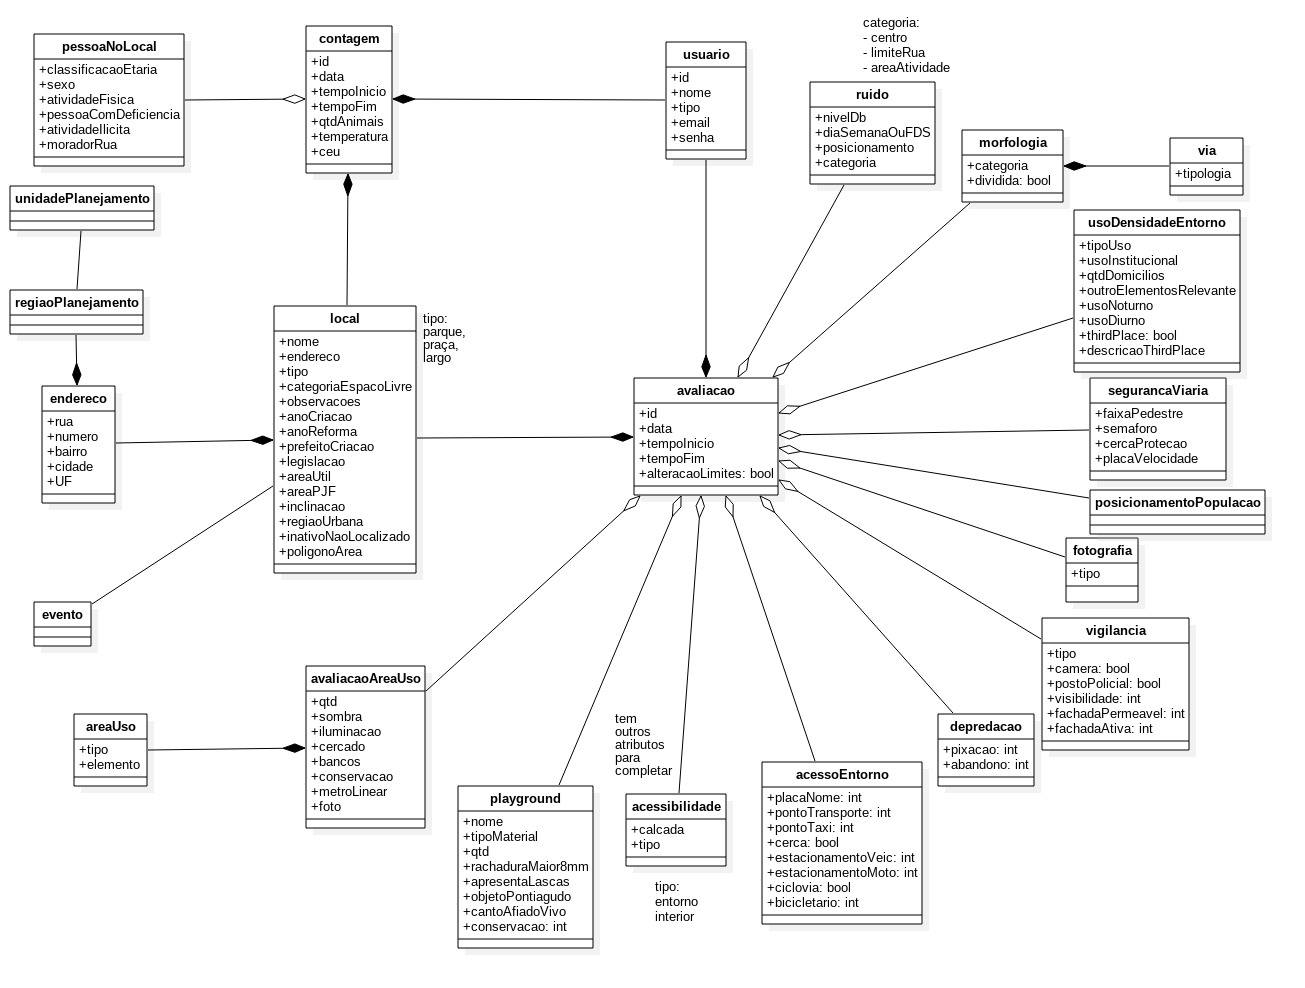 pessoaNoLocal
+classificacaoEtaria
+sexo
+atividadeFisica
+pessoaComDeficiencia
+atividadeIlicita
+moradorRua
contagem
+id
+data
+tempoInicio
+tempoFim
+qtdAnimais
+temperatura
+ceu
usuario
+id
+nome
+tipo
+email
+senha
categoria:
- centro
- limiteRua
- areaAtividade
ruido
+nivelDb
+diaSemanaOuFDS
+posicionamento
+categoria
morfologia
+categoria
+dividida: bool
via
+tipologia
unidadePlanejamento
regiaoPlanejamento
usoDensidadeEntorno
+tipoUso
+usoInstitucional
+qtdDomicilios
+outroElementosRelevante
+usoNoturno
+usoDiurno
+thirdPlace: bool
+descricaoThirdPlace
local
+nome
+endereco
+tipo
+categoriaEspacoLivre
+observacoes
+anoCriacao
+anoReforma
+prefeitoCriacao
+legislacao
+areaUtil
+areaPJF
+inclinacao
+regiaoUrbana
+inativoNaoLocalizado
+poligonoArea
tipo:
parque,
praça,
largo
endereco
+rua
+numero
+bairro
+cidade
+UF
avaliacao
+id
+data
+tempoInicio
+tempoFim
+alteracaoLimites: bool
segurancaViaria
+faixaPedestre
+semaforo
+cercaProtecao
+placaVelocidade
posicionamentoPopulacao
fotografia
+tipo
evento
vigilancia
+tipo
+camera: bool
+postoPolicial: bool
+visibilidade: int
+fachadaPermeavel: int
+fachadaAtiva: int
avaliacaoAreaUso
+qtd
+sombra
+iluminacao
+cercado
+bancos
+conservacao
+metroLinear
+foto
areaUso
+tipo
+elemento
tem
outros
atributos
para
completar
depredacao
+pixacao: int
+abandono: int
playground
+nome
+tipoMaterial
+qtd
+rachaduraMaior8mm
+apresentaLascas
+objetoPontiagudo
+cantoAfiadoVivo
+conservacao: int
acessibilidade
+calcada
+tipo
tipo:
entorno
interior
acessoEntorno
+placaNome: int
+pontoTransporte: int
+pontoTaxi: int
+cerca: bool
+estacionamentoVeic: int
+estacionamentoMoto: int
+ciclovia: bool
+bicicletario: int